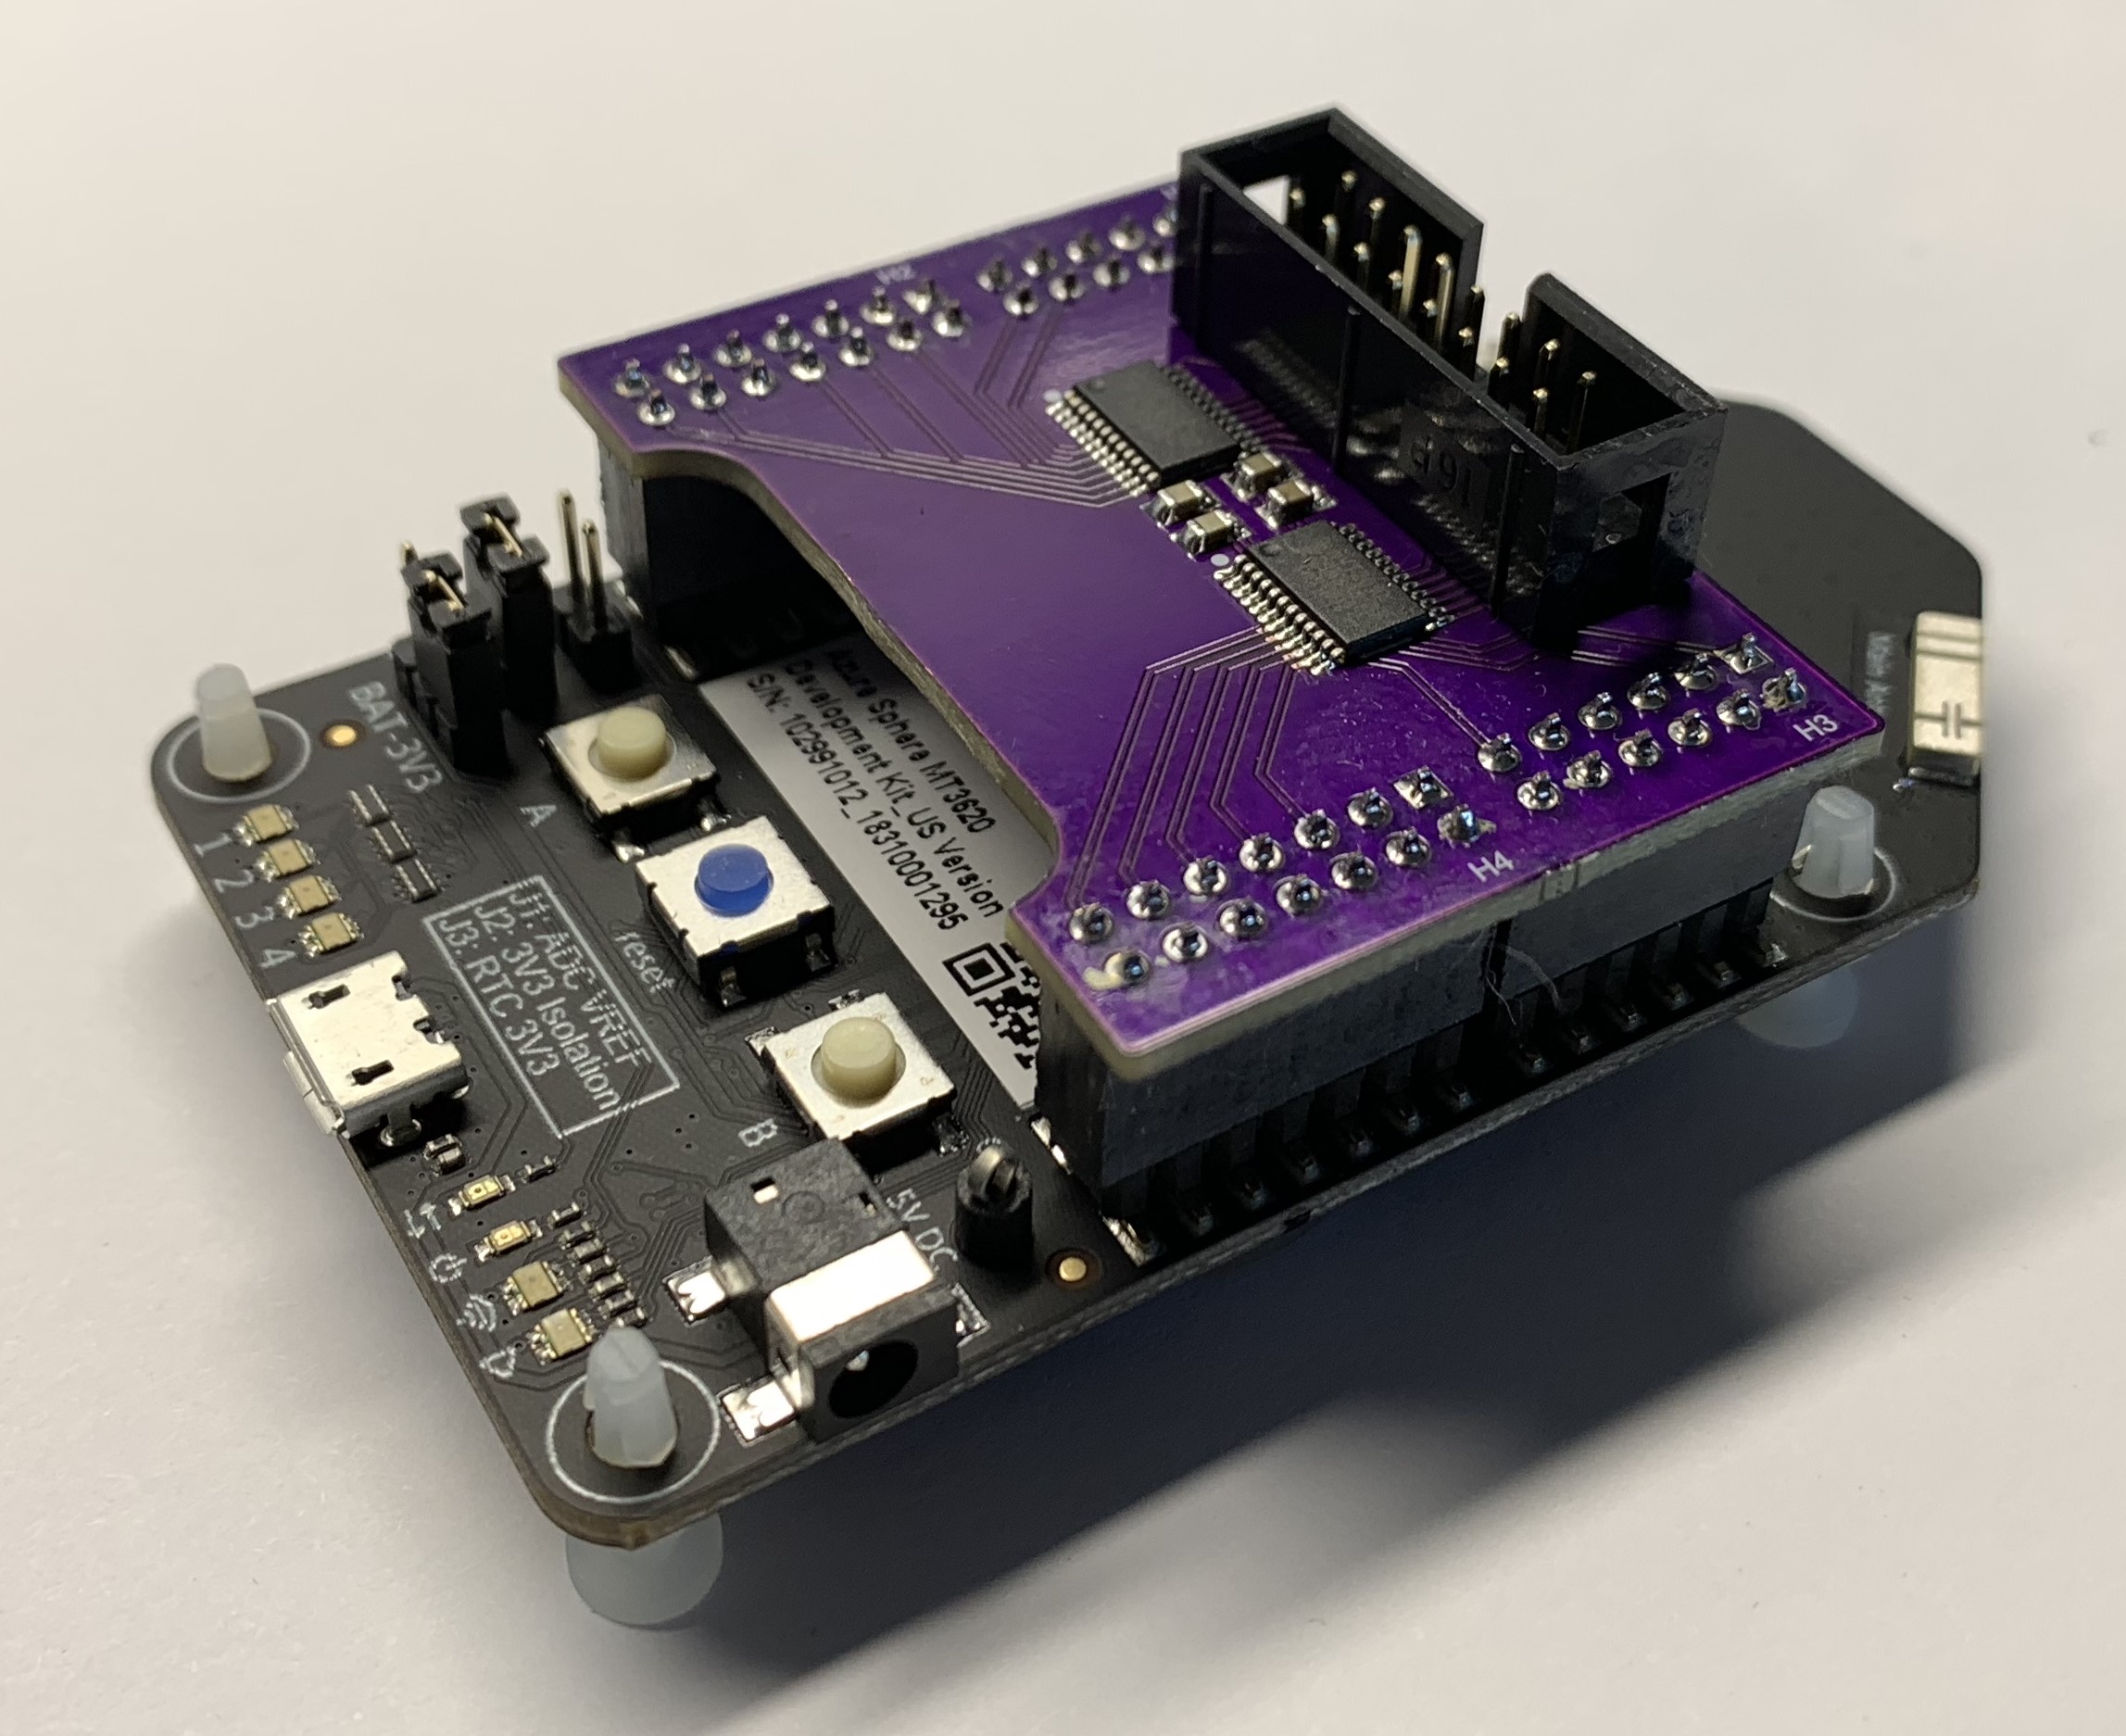 H2
16P
H3
H4
Azure Sphere MT3620
Development Kit_US Version
S/N: 102991012_18310001295
BAT-3V3
A
1
2
3
4
reset
J1: ADC VREF
J2: 3V3 Isolation
J3: RTC 3V3
B
5V DC